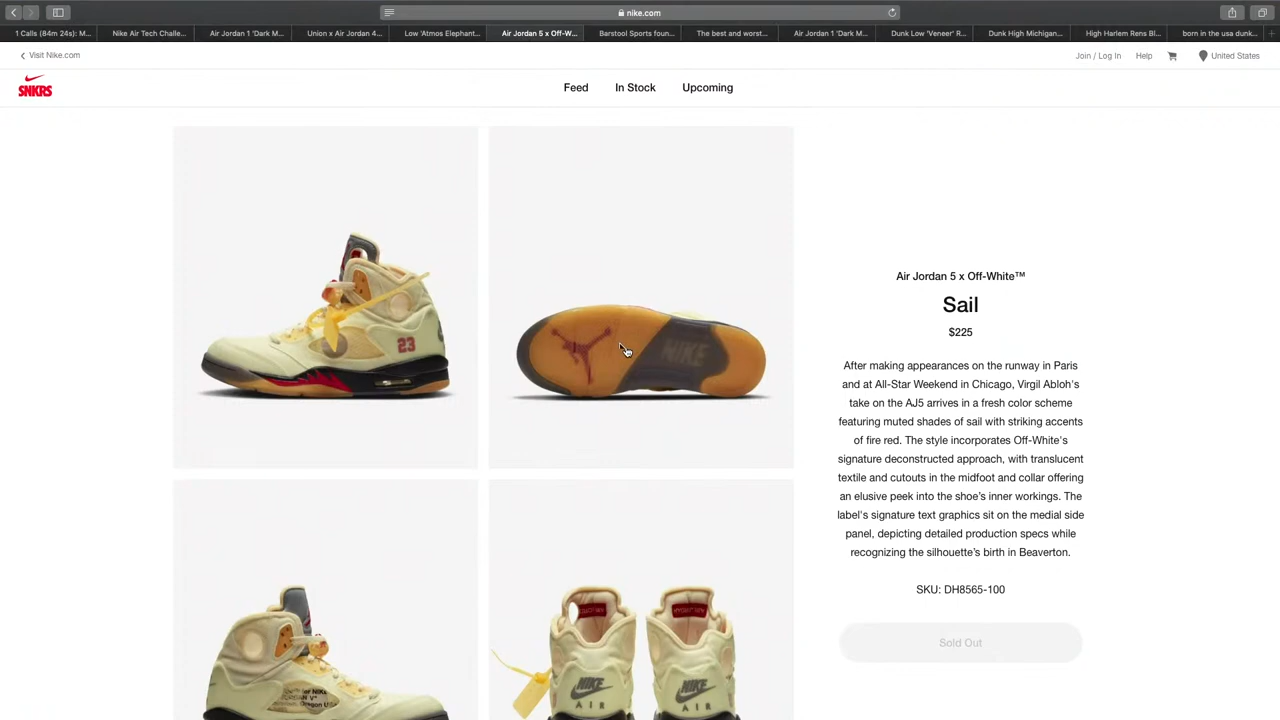 nike.com
1 Calls (84m 24s): M...
Nike Air Tech Challe...
Air Jordan 1 'Dark M...
Union x Air Jordan 4...
Low 'Atmos Elephant...
Air Jordan 5 x Off-W...
Barstool Sports foun...
The best and worst...
Air Jordan 1 'Dark M...
Dunk Low 'Veneer' R...
Dunk High Michigan...
High Harlem Rens Bl...
born in the usa dunk...
Visit Nike.com
Join / Log In
Help
United States
SNKRS
Feed
In Stock
Upcoming
23
NIKE
Air Jordan 5 x Off-White™
Sail
$225
After making appearances on the runway in Paris
and at All-Star Weekend in Chicago, Virgil Abloh's
take on the AJ5 arrives in a fresh color scheme
featuring muted shades of sail with striking accents
of fire red. The style incorporates Off-White's
signature deconstructed approach, with translucent
textile and cutouts in the midfoot and collar offering
an elusive peek into the shoe's inner workings. The
label's signature text graphics sit on the medial side
panel, depicting detailed production specs while
recognizing the silhouette's birth in Beaverton.
SKU: DH8565-100
Sold Out
NIKE
AIR
NIKE
AIR